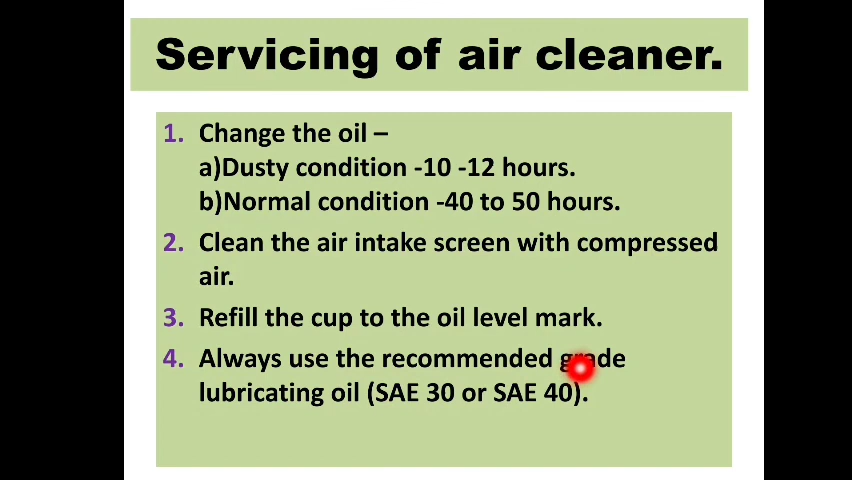 Servicing of air cleaner.
1. Change the oil –
a)Dusty condition -10 -12 hours.
b)Normal condition -40 to 50 hours.
2. Clean the air intake screen with compressed
air.
3. Refill the cup to the oil level mark.
4. Always use the recommended grade
lubricating oil (SAE 30 or SAE 40).